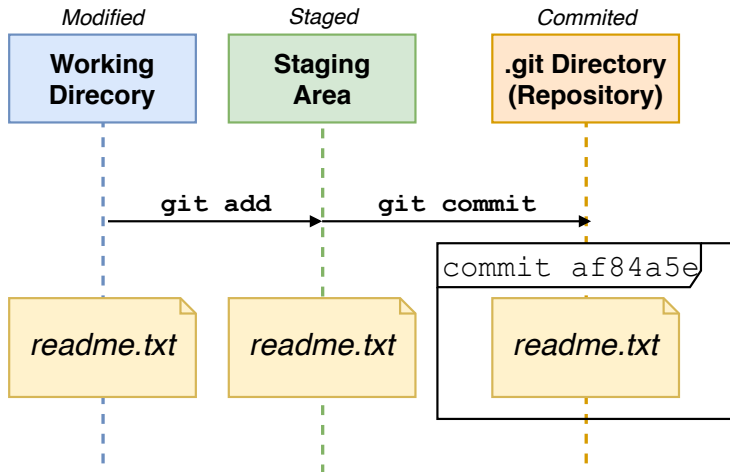 Modified
Staged
Commited
Working
Direcory
Staging
Area
.git Directory
(Repository)
git add
git commit
commit af84a5e
readme.txt
readme.txt
readme.txt